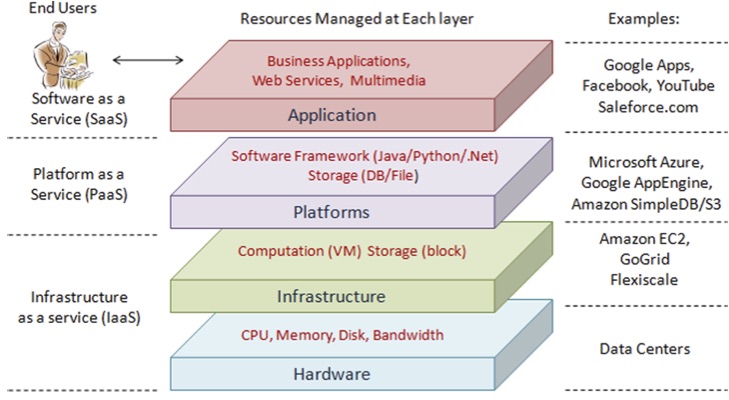 End Users
Resources Managed at Each layer
Examples:
Business Applications,
Web Services, Multimedia
Application
Software as a
Service (SaaS)
Google Apps,
Facebook, YouTube
Saleforce.com
Platform as a
Service (PaaS)
Software Framework (Java/Python/.Net)
Storage (DB/File)
Platforms
Microsoft Azure,
Google AppEngine,
Amazon SimpleDB/S3
Infrastructure
as a service (IaaS)
Computation (VM) Storage (block)
Infrastructure
Amazon EC2,
GoGrid
Flexiscale
CPU, Memory, Disk, Bandwidth
Hardware
Data Centers